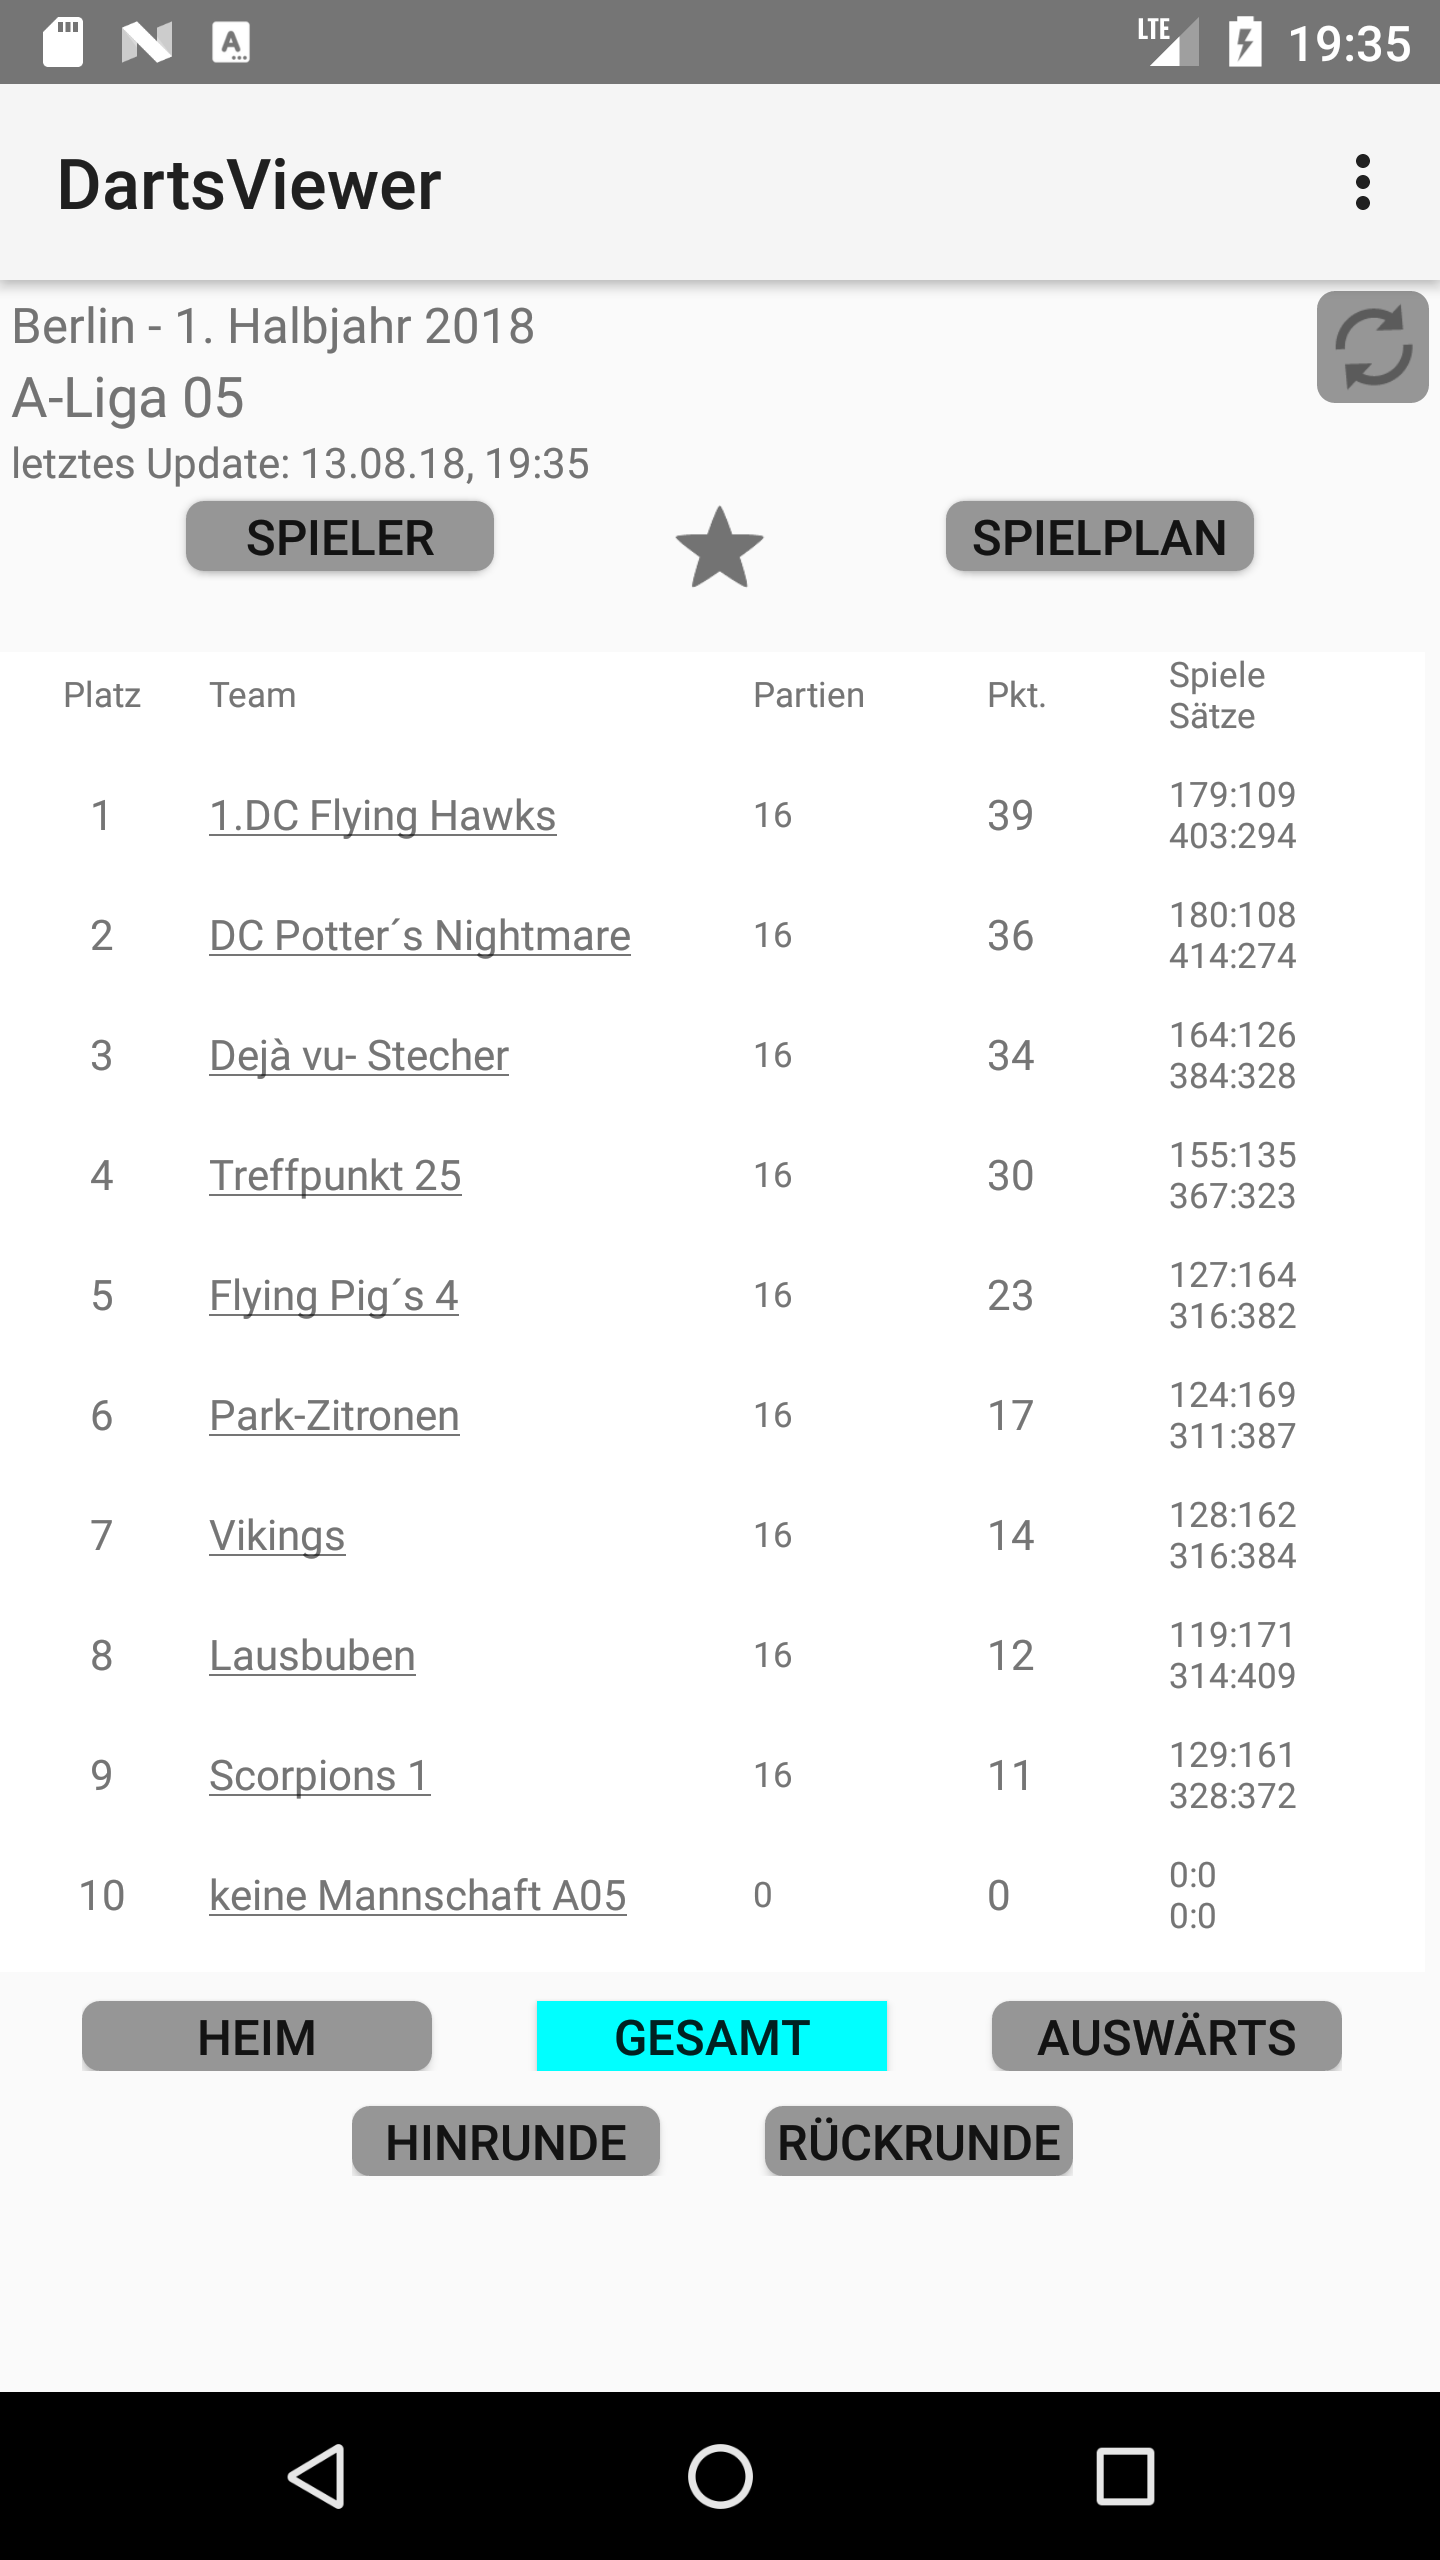 LTE 19:35
DartsViewer
Berlin - 1. Halbjahr 2018
A-Liga 05
letztes Update: 13.08.18, 19:35
SPIELER SPIELPLAN
Platz Team Partien Pkt. Spiele
Sätze
1 1.DC Flying Hawks 16 39 179:109
403:294
2 DC Potter´s Nightmare 16 36 180:108
414:274
3 Dejà vu- Stecher 16 34 164:126
384:328
4 Treffpunkt 25 16 30 155:135
367:323
5 Flying Pig´s 4 16 23 127:164
316:382
6 Park-Zitronen 16 17 124:169
311:387
7 Vikings 16 14 128:162
316:384
8 Lausbuben 16 12 119:171
314:409
9 Scorpions 1 16 11 129:161
328:372
10 keine Mannschaft A05 0 0 0:0
0:0
HEIM GESAMT AUSWÄRTS
HINRUNDE RÜCKRUNDE